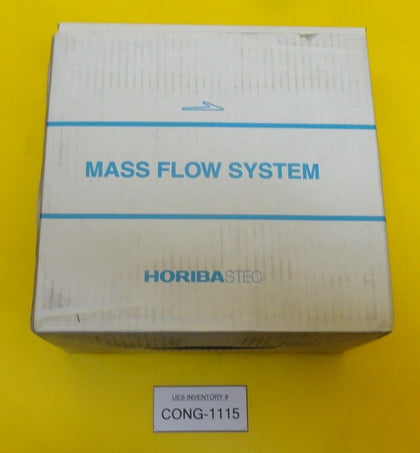 MASS FLOW SYSTEM
HORIBASTEC
UES INVENTORY #
CONG-1115